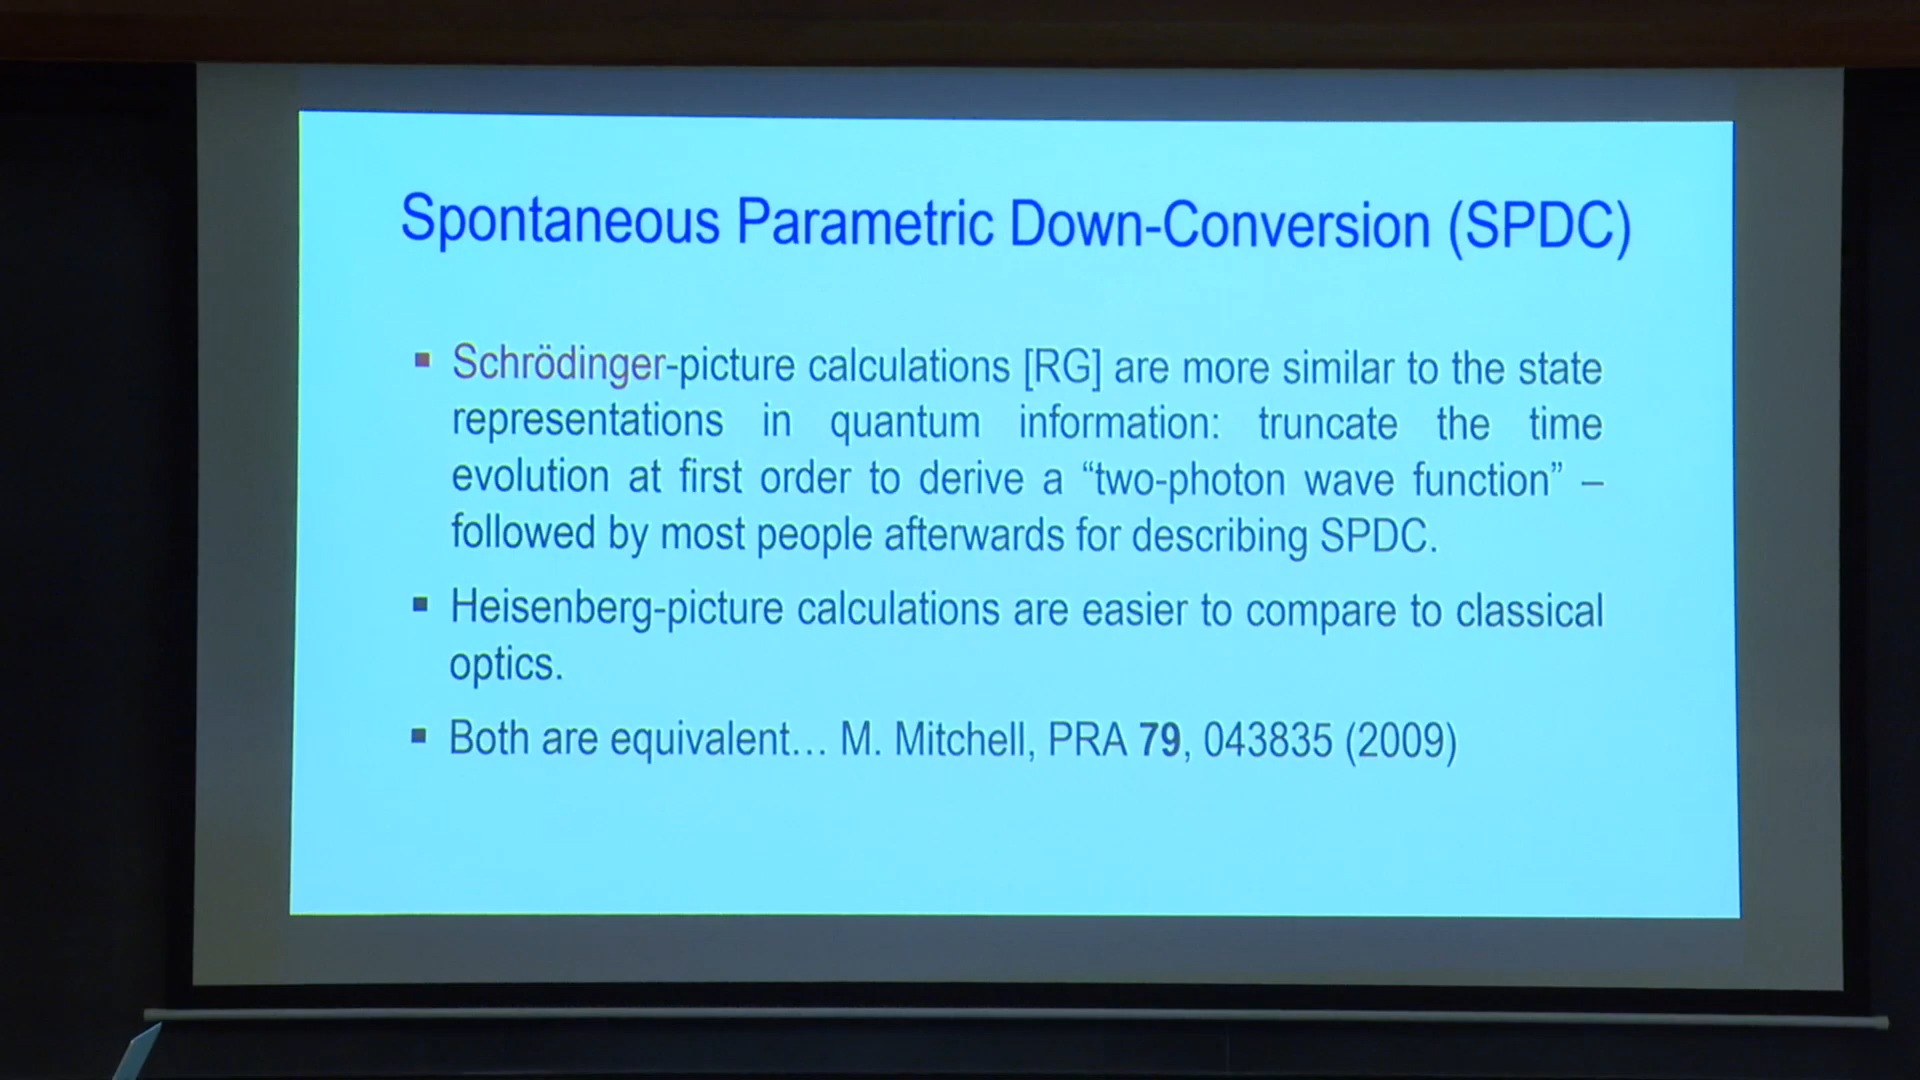 Spontaneous Parametric Down-Conversion (SPDC)
▪ Schrödinger-picture calculations [RG] are more similar to the state
representations in quantum information: truncate the time
evolution at first order to derive a “two-photon wave function” –
followed by most people afterwards for describing SPDC.
▪ Heisenberg-picture calculations are easier to compare to classical
optics.
▪ Both are equivalent… M. Mitchell, PRA 79, 043835 (2009)